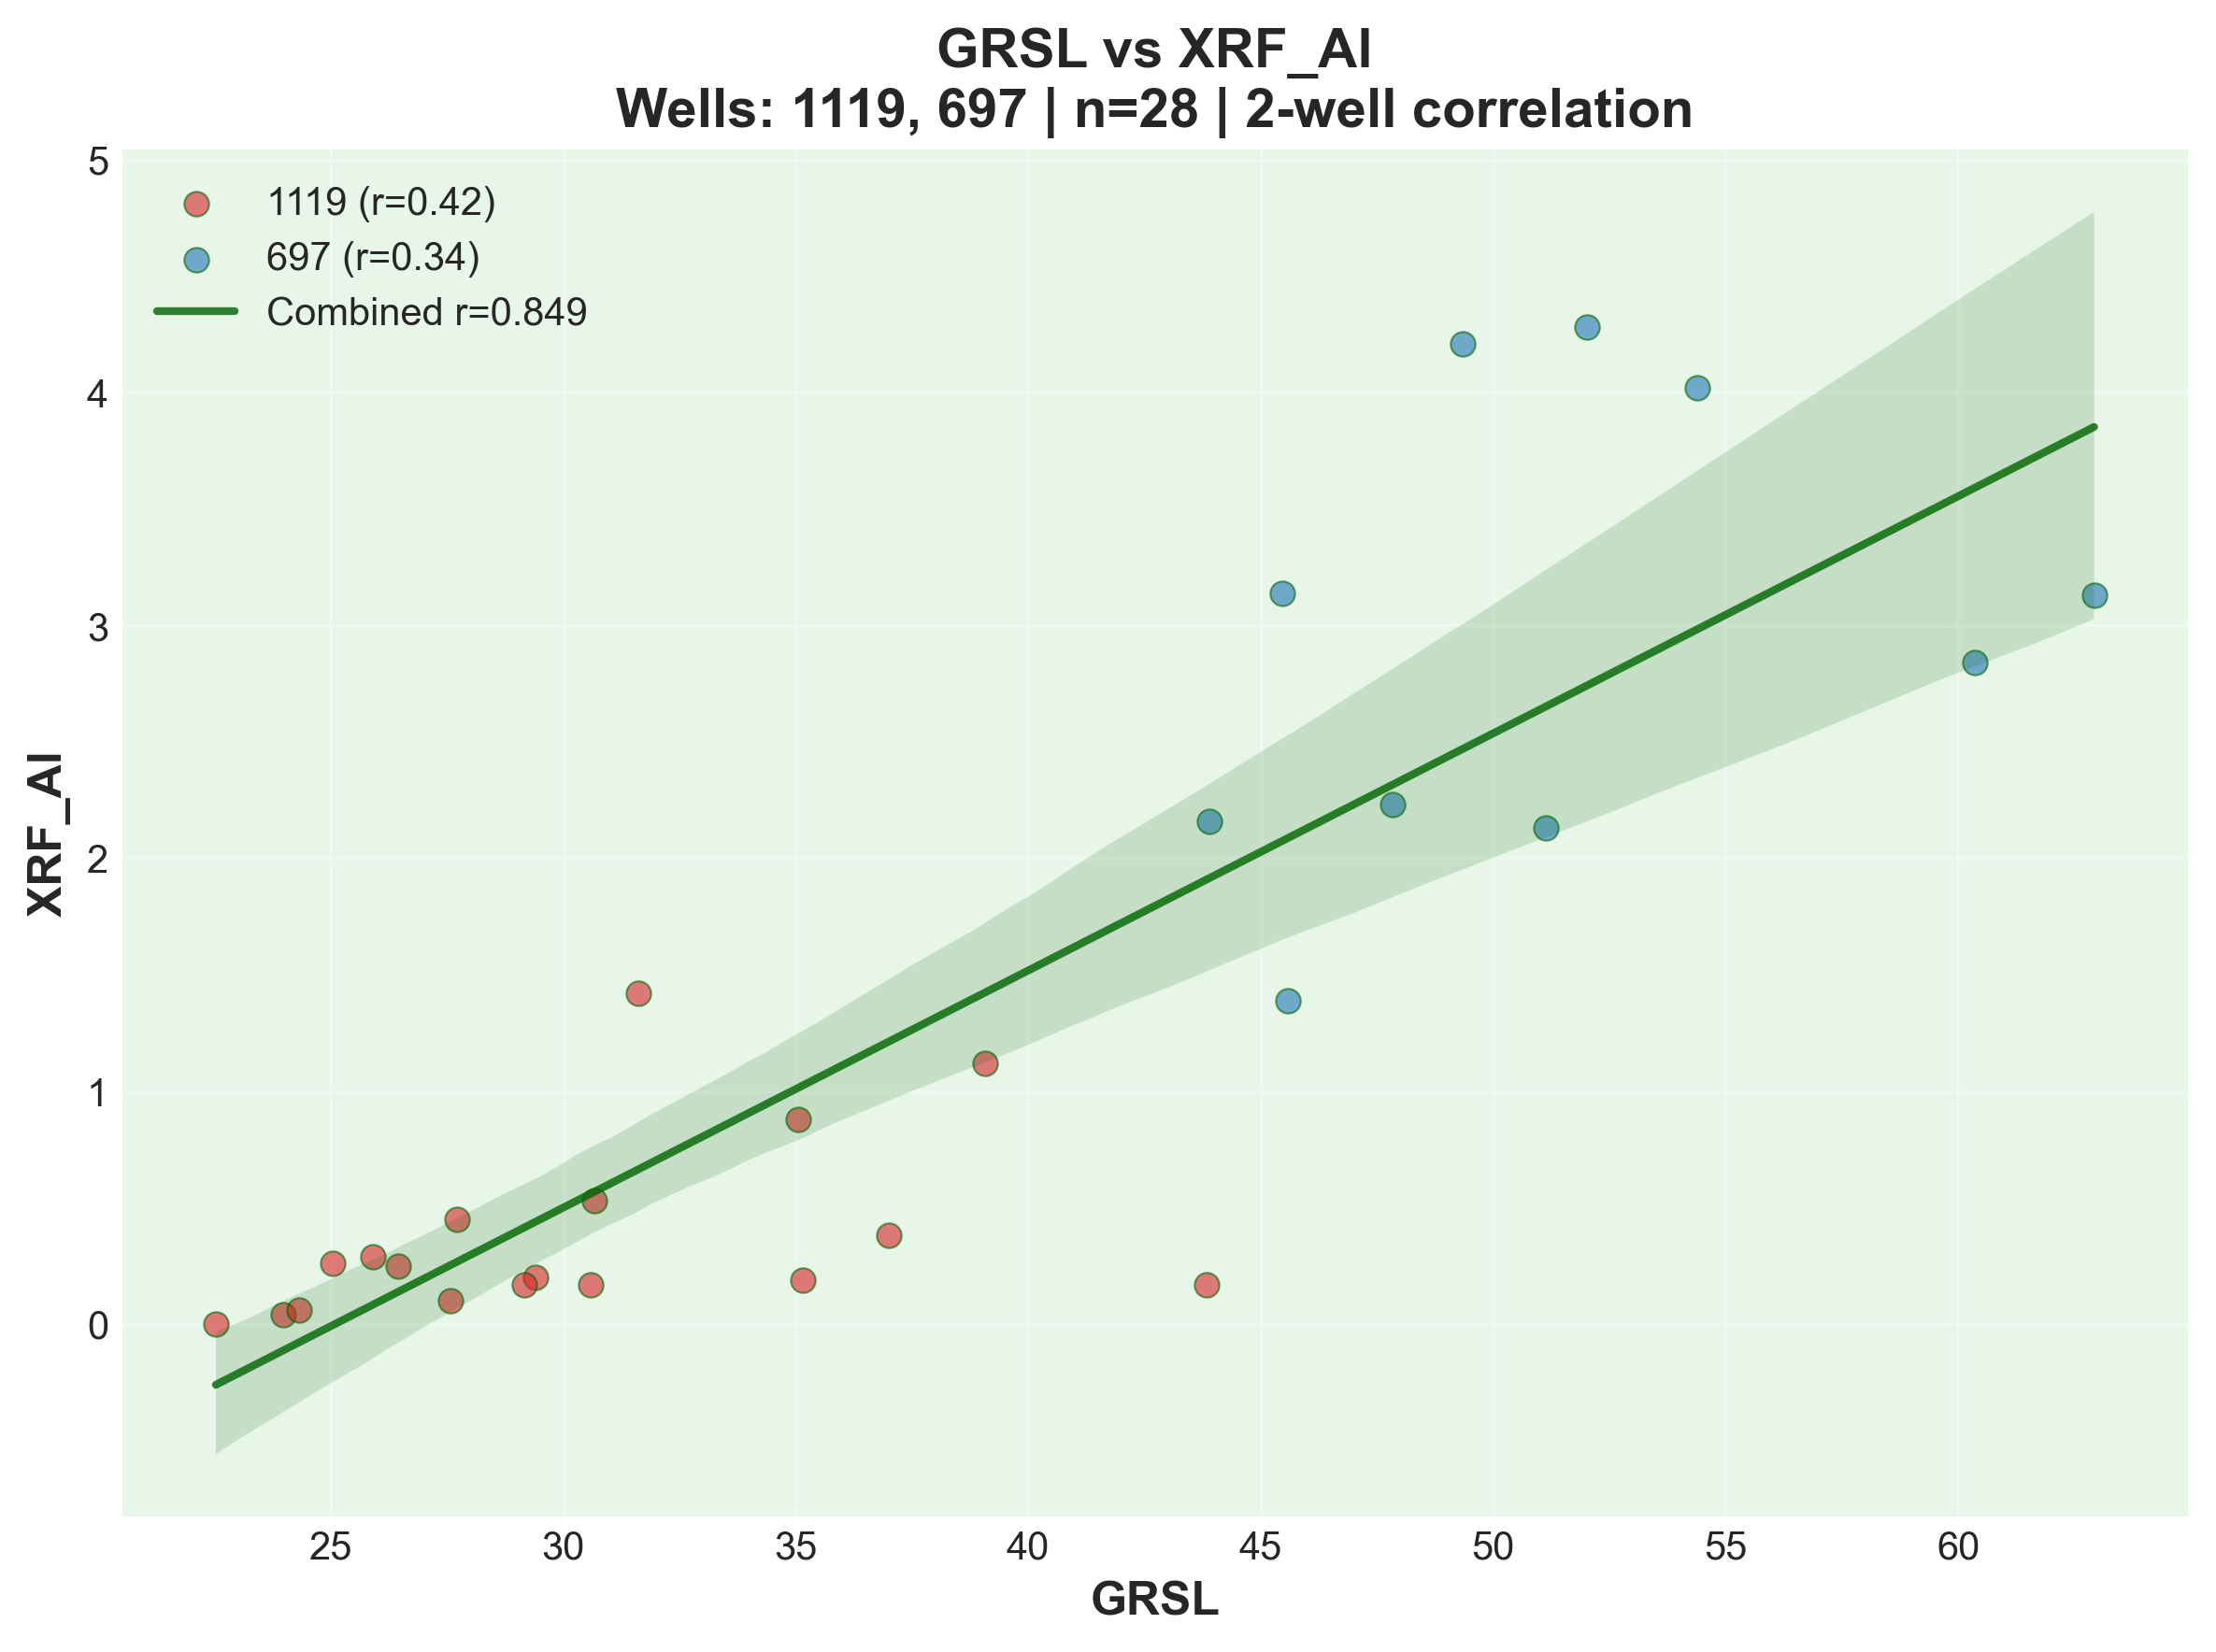 GRSL vs XRF_Al
Wells: 1119, 697 | n=28 | 2-well correlation
1119 (r=0.42)
697 (r=0.34)
Combined r=0.849
XRF_Al
5
4
3
2
1
0
25 30 35 40 45 50 55 60
GRSL